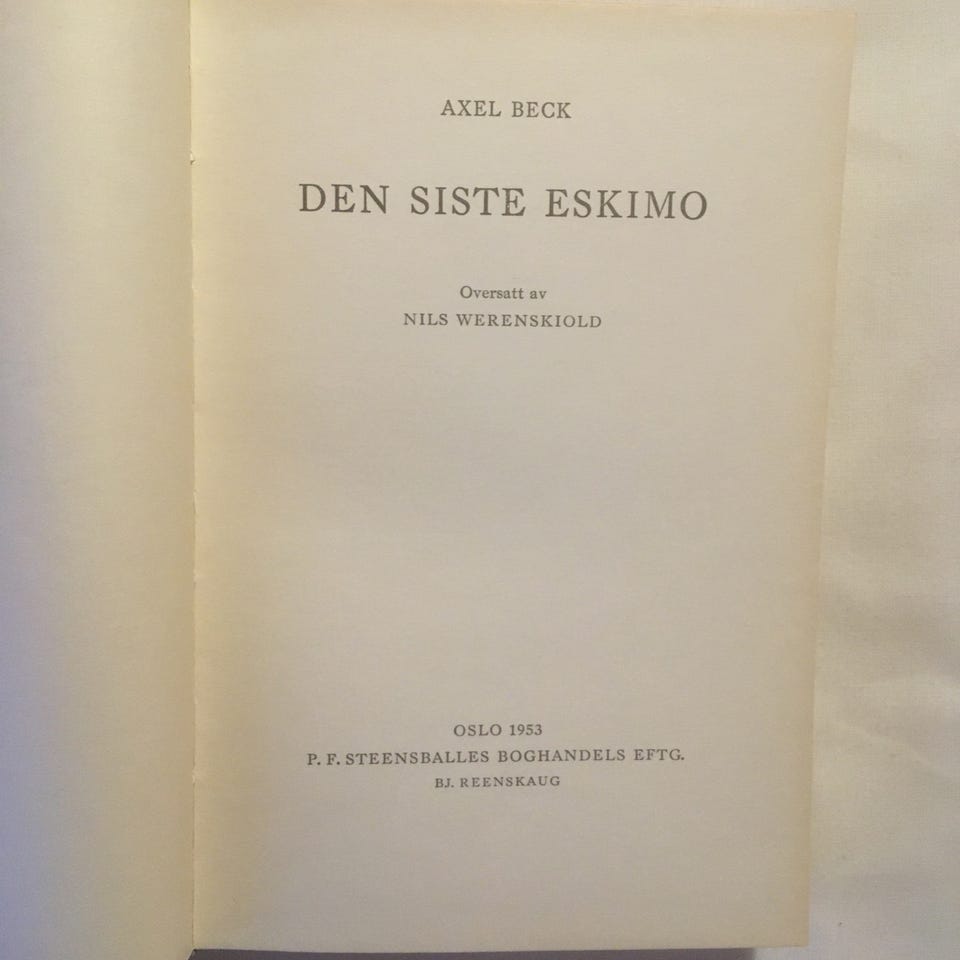 AXEL BECK
DEN SISTE ESKIMO
Oversatt av
NILS WERENSKIOLD
OSLO 1953
P. F. STEENSBALLES BOGHANDELS EFTG.
BJ. REENSKAUG